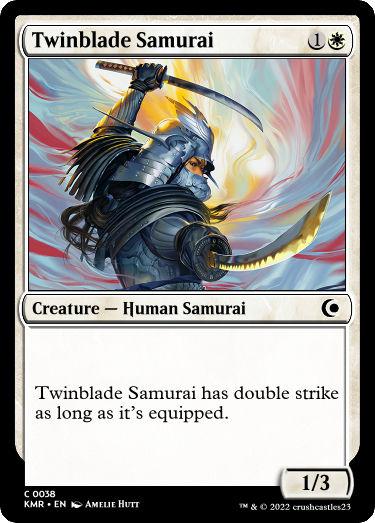 Twinblade Samurai 1
Creature — Human Samurai
Twinblade Samurai has double strike
as long as it's equipped.
1/3
C 0038
KMR • EN Amelie Hutt
™ & © 2022 crushcastles23